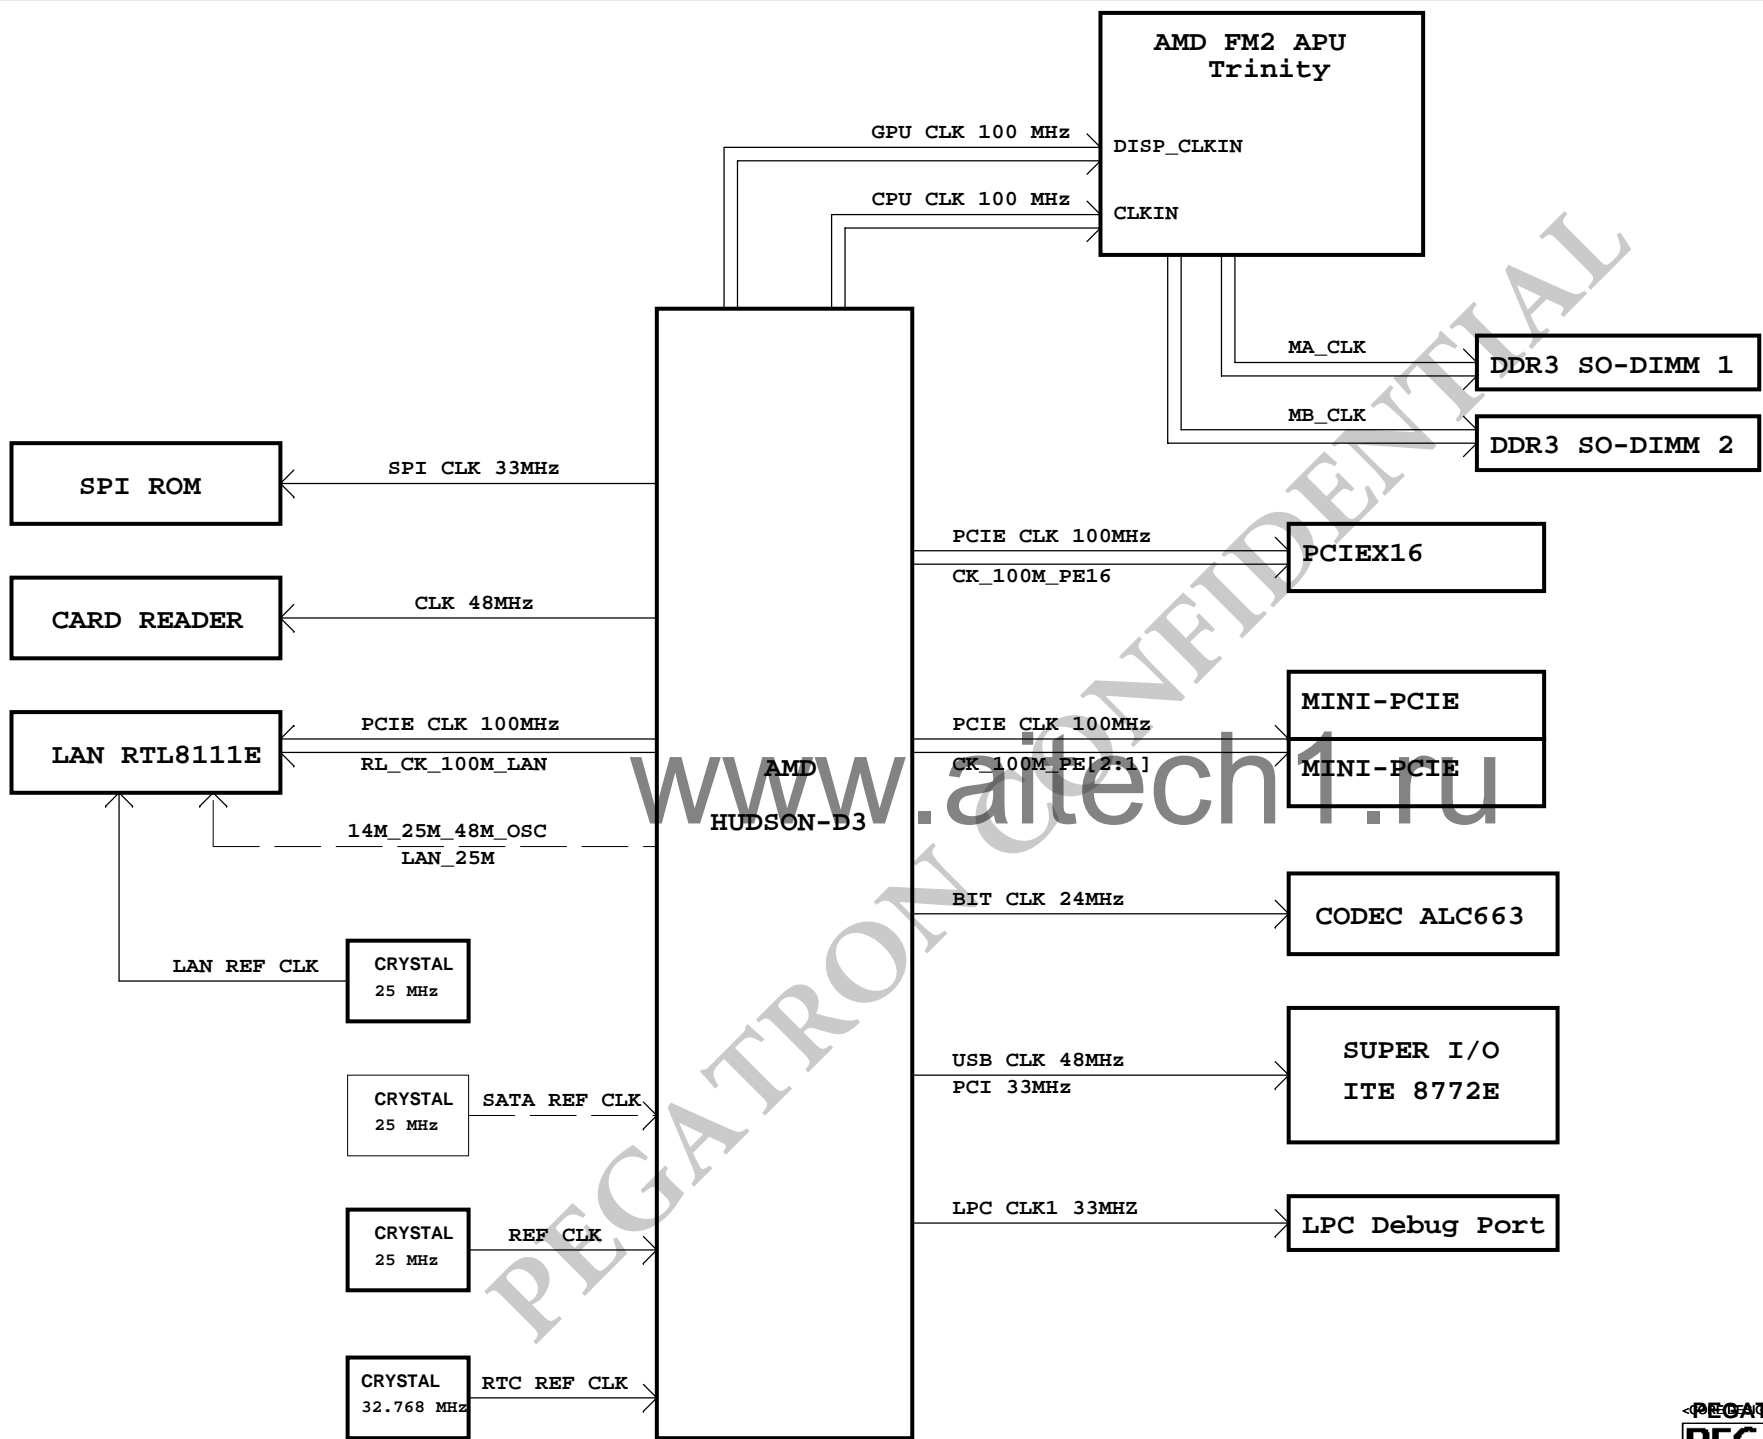 AMD FM2 APU
Trinity
GPU CLK 100 MHz
DISP_CLKIN
CPU CLK 100 MHz
CLKIN
MA_CLK
DDR3 SO-DIMM 1
MB_CLK
DDR3 SO-DIMM 2
SPI ROM
SPI CLK 33MHz
PCIE CLK 100MHz
CK_100M_PE16
PCIEX16
CARD READER
CLK 48MHz
LAN RTL8111E
PCIE CLK 100MHz
RL_CK_100M_LAN
AMD
HUDSON-D3
PCIE CLK 100MHz
CK_100M_PE[2:1]
MINI-PCIE
MINI-PCIE
www.aitech1.ru
14M_25M_48M_OSC
LAN_25M
BIT CLK 24MHz
CODEC ALC663
LAN REF CLK
CRYSTAL
25 MHz
USB CLK 48MHz
PCI 33MHz
SUPER I/O
ITE 8772E
CRYSTAL
25 MHz
SATA REF CLK
CRYSTAL
25 MHz
REF CLK
LPC CLK1 33MHZ
LPC Debug Port
CRYSTAL
32.768 MHz
RTC REF CLK
PEGATRON CONFIDENTIAL